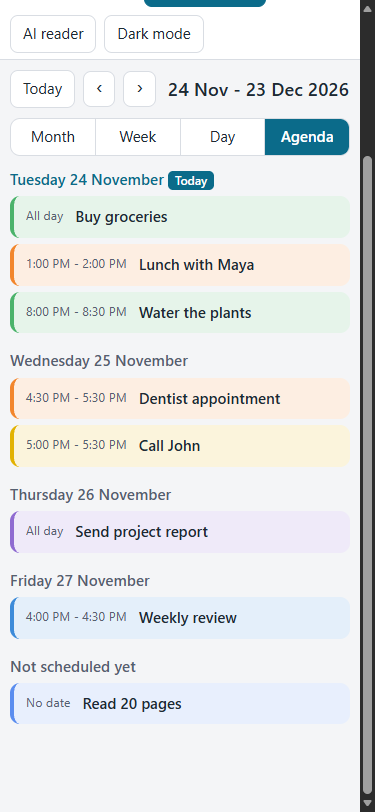 AI reader Dark mode
Today ‹ › 24 Nov - 23 Dec 2026
Month Week Day Agenda
Tuesday 24 November Today
All day Buy groceries
1:00 PM - 2:00 PM Lunch with Maya
8:00 PM - 8:30 PM Water the plants
Wednesday 25 November
4:30 PM - 5:30 PM Dentist appointment
5:00 PM - 5:30 PM Call John
Thursday 26 November
All day Send project report
Friday 27 November
4:00 PM - 4:30 PM Weekly review
Not scheduled yet
No date Read 20 pages